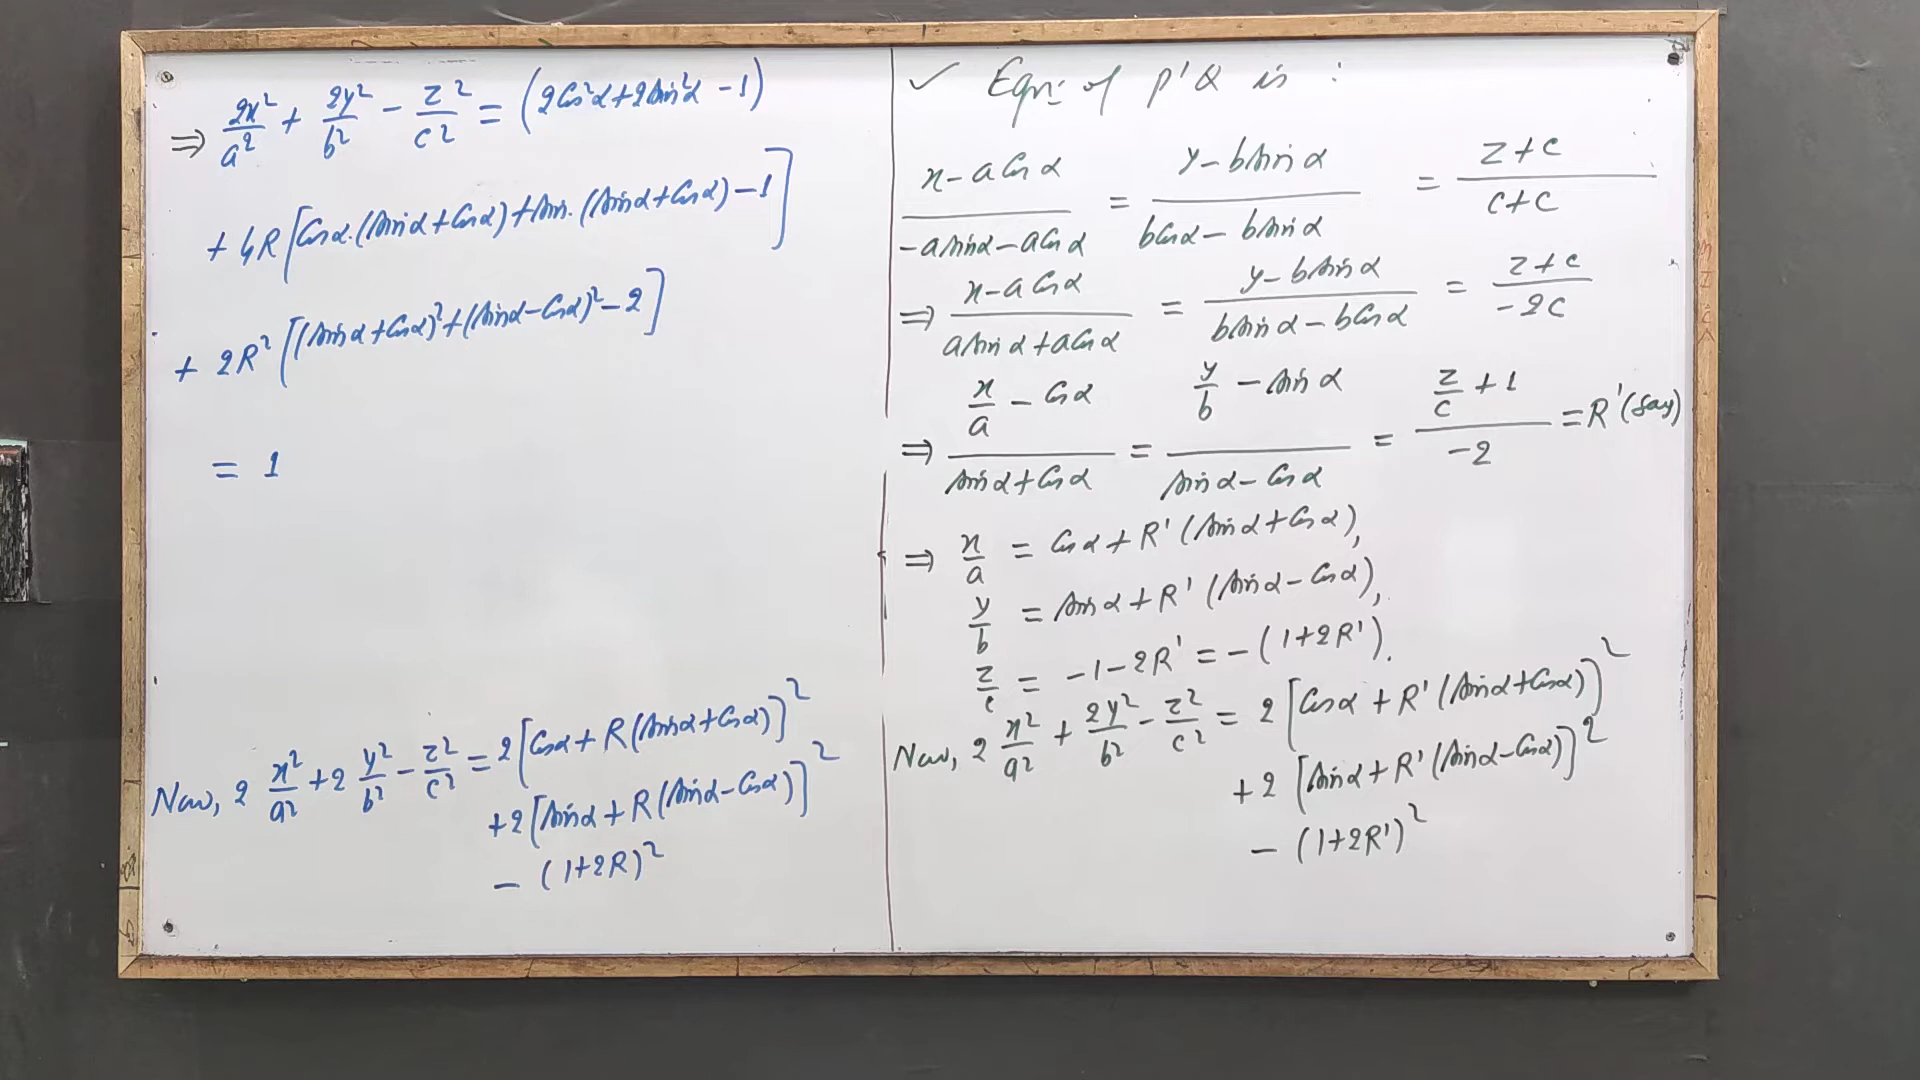 ⇒ 2x²/a² + 2y²/b² - z²/c² = (2Cos²α + 2Sin²α - 1)
+ 4R [Cosα.(Sinα + Cosα) + Sin.(Sinα + Cosα) - 1]
+ 2R² [(Sinα + Cosα)² + (Sinα - Cosα)² - 2]
= 1
Now, 2 x²/a² + 2 y²/b² - z²/c² = 2 [Cosα + R (Sinα + Cosα)]²
+ 2 [Sinα + R (Sinα - Cosα)]²
- (1+2R)²
✓ Eqn: of P'Q is :
(x - a Cosα)/(-a Sinα - a Cosα) = (y - b Sinα)/(b Cosα - b Sinα) = (z + c)/(c + c)
⇒ (x - a Cosα)/(a Sinα + a Cosα) = (y - b Sinα)/(b Sinα - b Cosα) = (z + c)/(-2c)
⇒ (x/a - Cosα)/(Sinα + Cosα) = (y/b - Sinα)/(Sinα - Cosα) = (z/c + 1)/(-2) = R' (say)
⇒ x/a = Cosα + R' (Sinα + Cosα),
y/b = Sinα + R' (Sinα - Cosα),
z/c = -1 - 2R' = -(1+2R').
Now, 2 x²/a² + 2y²/b² - z²/c² = 2 [Cosα + R' (Sinα + Cosα)]²
+ 2 [Sinα + R' (Sinα - Cosα)]²
- (1+2R')²